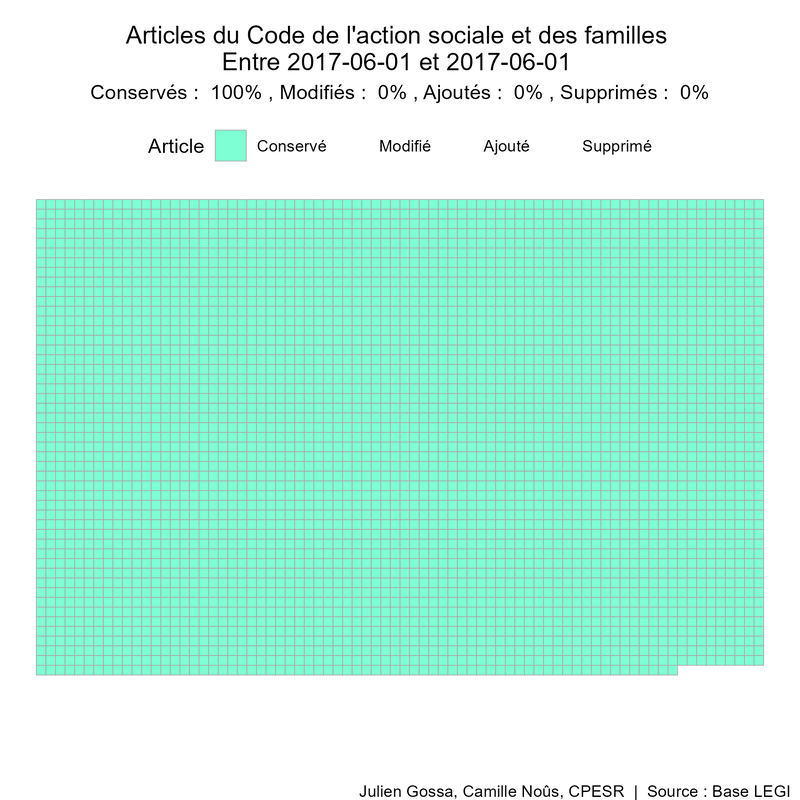 Articles du Code de l'action sociale et des familles
Entre 2017-06-01 et 2017-06-01
Conservés :  100% , Modifiés :  0% , Ajoutés :  0% , Supprimés :  0%
Article Conservé Modifié Ajouté Supprimé
Julien Gossa, Camille Noûs, CPESR  |  Source : Base LEGI